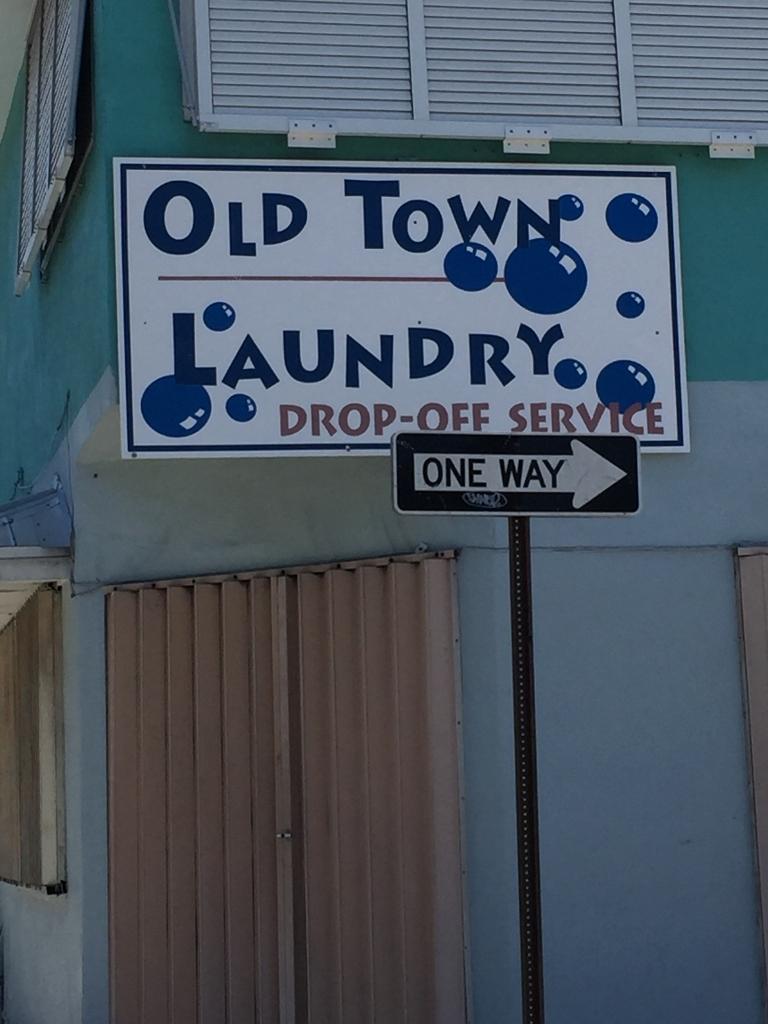 OLD TOWN
LAUNDRY
DROP-OFF SERVICE
ONE WAY